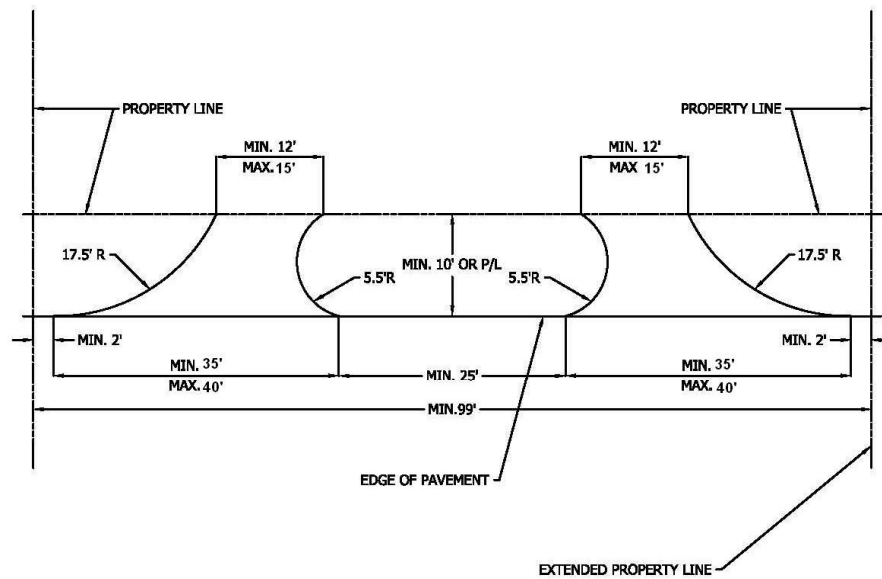 PROPERTY LINE
PROPERTY LINE
MIN. 12'
MAX. 15'
MIN. 12'
MAX 15'
17.5' R
5.5'R
MIN. 10' OR P/L
5.5'R
17.5' R
MIN. 2'
MIN. 2'
MIN. 35'
MAX. 40'
MIN. 25'
MIN. 35'
MAX. 40'
MIN.99'
EDGE OF PAVEMENT
EXTENDED PROPERTY LINE